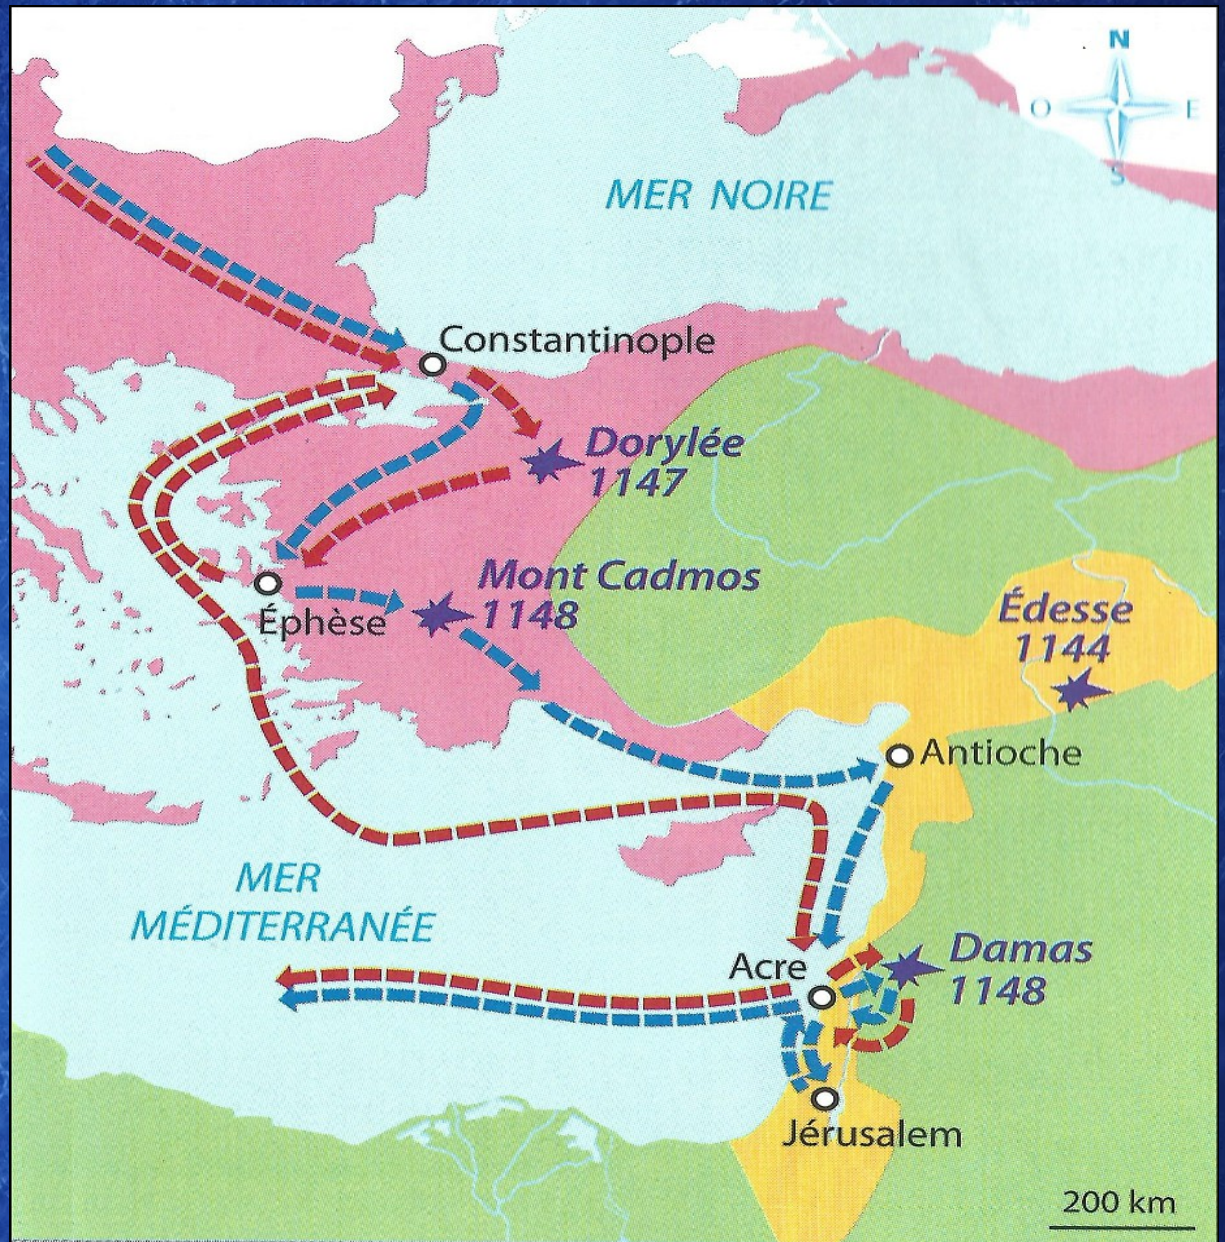 N
O
E
S
MER NOIRE
Constantinople
Dorylée
1147
Mont Cadmos
1148
Éphèse
Édesse
1144
Antioche
MER
MÉDITERRANÉE
Acre
Damas
1148
Jérusalem
200 km